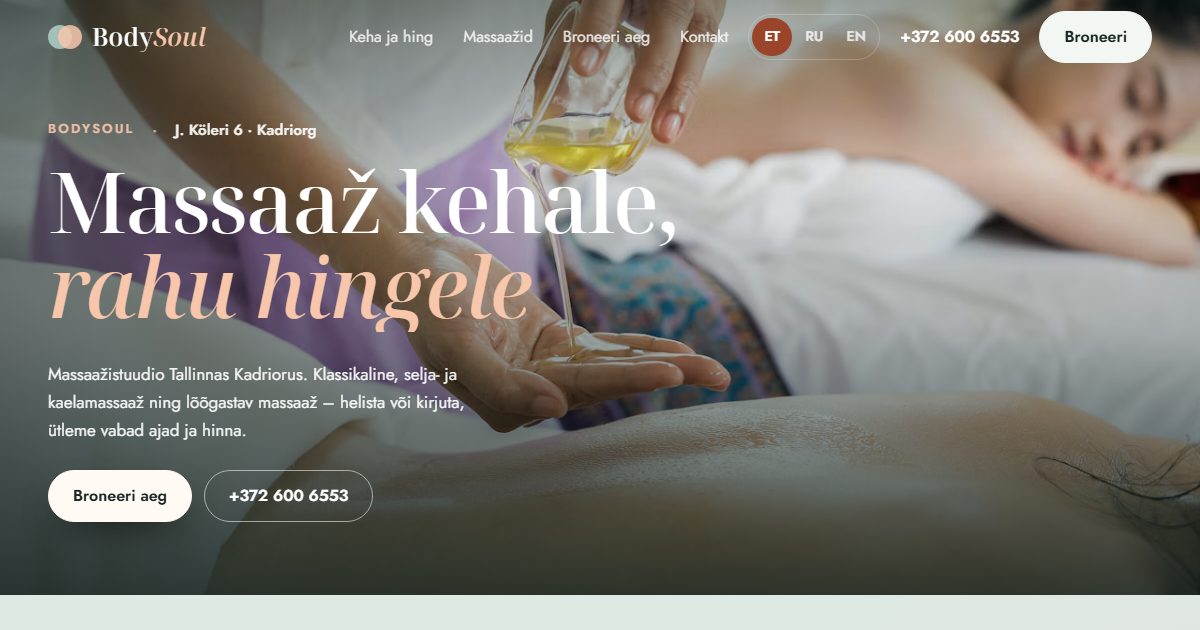 BodySoul
Keha ja hing
Massaažid
Broneeri aeg
Kontakt
ET
RU
EN
+372 600 6553
Broneeri
BODYSOUL · J. Köleri 6 · Kadriorg
Massaaž kehale,
rahu hingele
Massaažistuudio Tallinnas Kadriorus. Klassikaline, selja- ja
kaelamassaaž ning lõõgastav massaaž – helista või kirjuta,
ütleme vabad ajad ja hinna.
Broneeri aeg
+372 600 6553